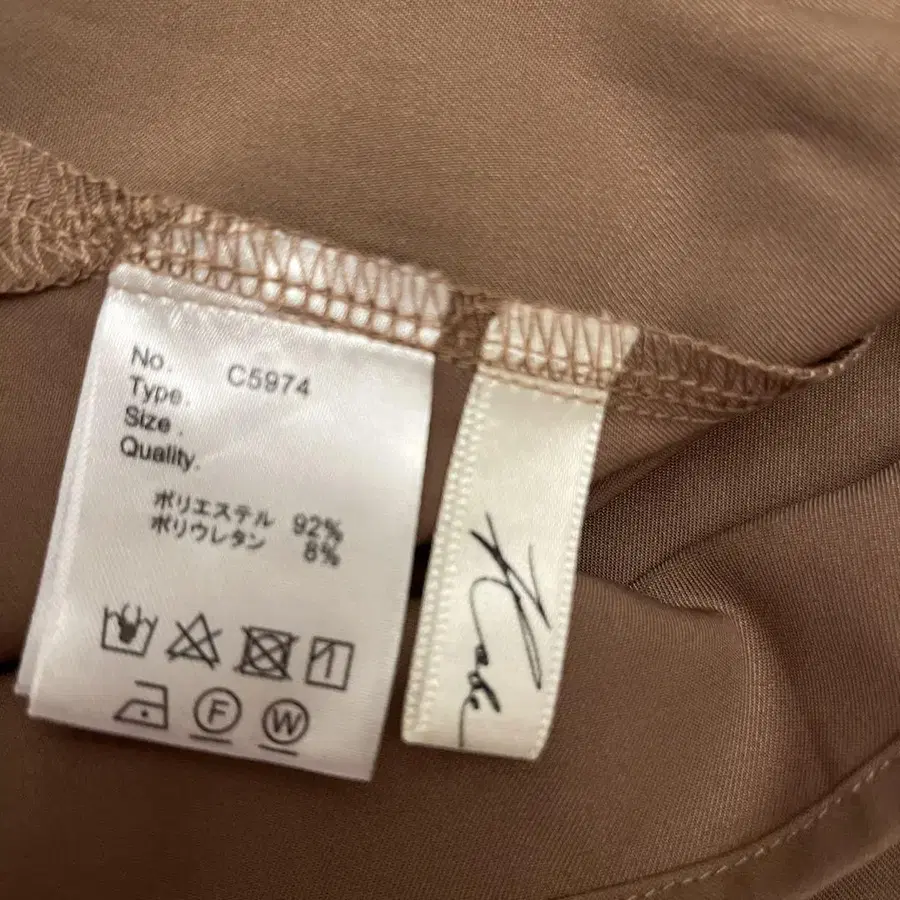 No. C5974
Type.
Size.
Quality.
ポリエステル 92%
ポリウレタン 8%
F
W